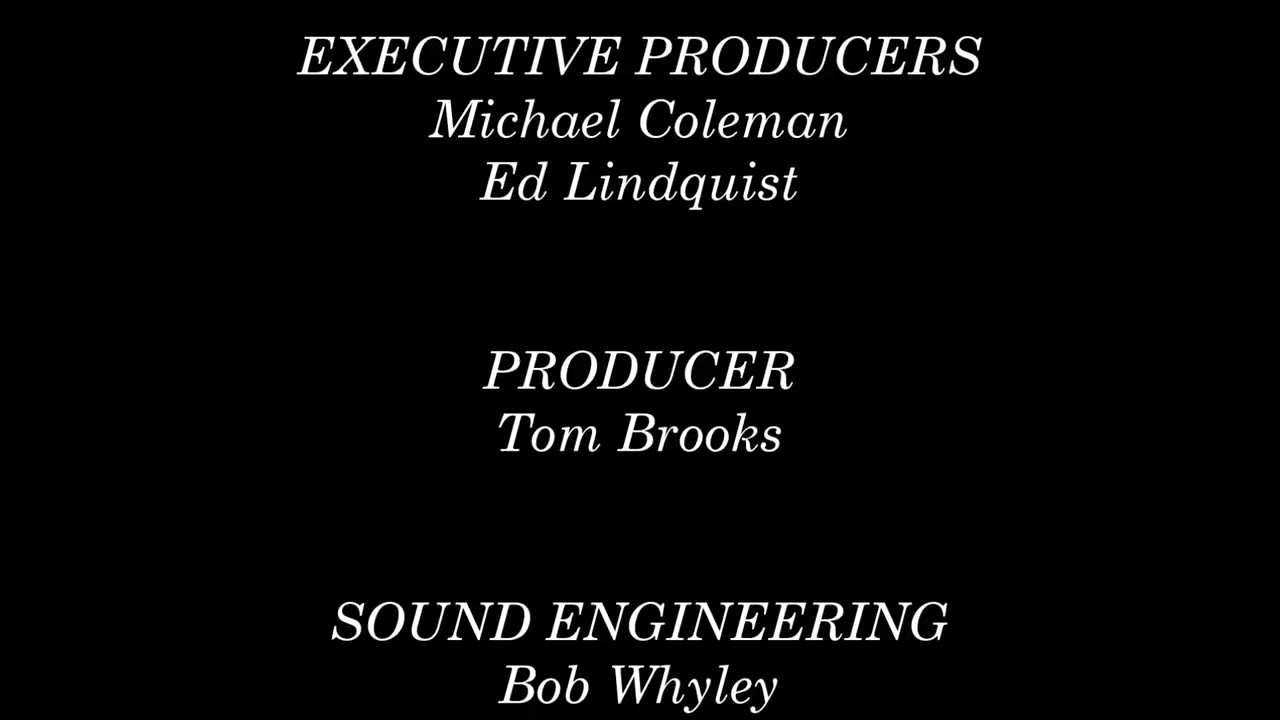 EXECUTIVE PRODUCERS
Michael Coleman
Ed Lindquist
PRODUCER
Tom Brooks
SOUND ENGINEERING
Bob Whyley